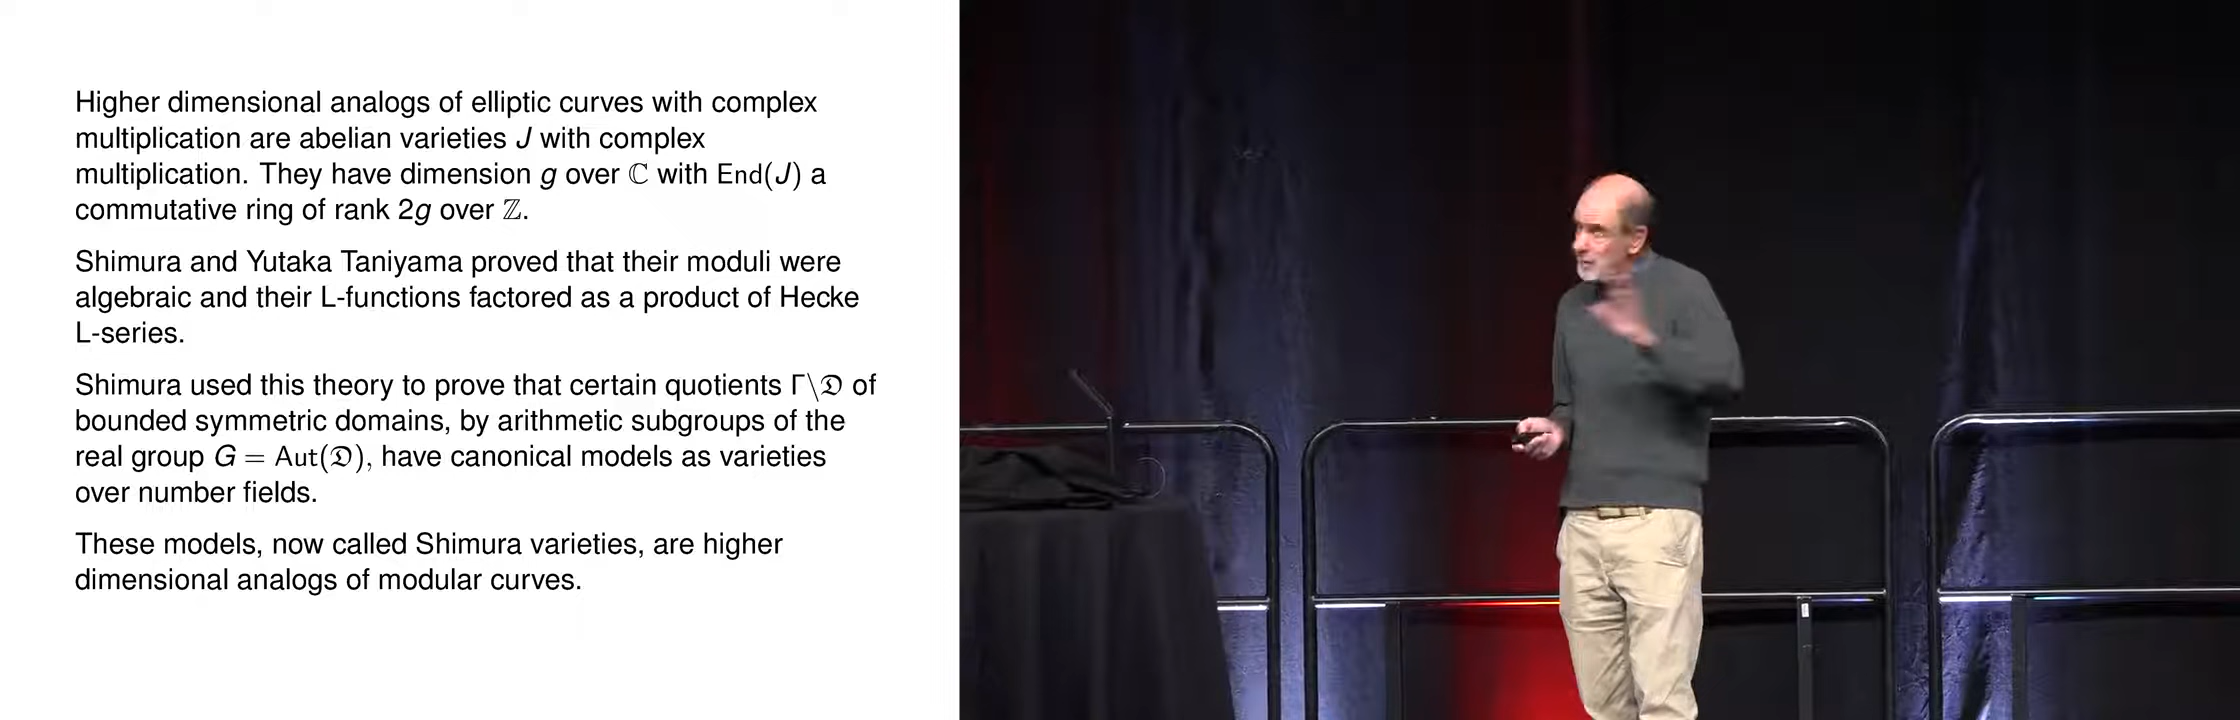 Higher dimensional analogs of elliptic curves with complex
multiplication are abelian varieties J with complex
multiplication. They have dimension g over ℂ with End(J) a
commutative ring of rank 2g over ℤ.
Shimura and Yutaka Taniyama proved that their moduli were
algebraic and their L-functions factored as a product of Hecke
L-series.
Shimura used this theory to prove that certain quotients Γ\𝔇 of
bounded symmetric domains, by arithmetic subgroups of the
real group G = Aut(𝔇), have canonical models as varieties
over number fields.
These models, now called Shimura varieties, are higher
dimensional analogs of modular curves.